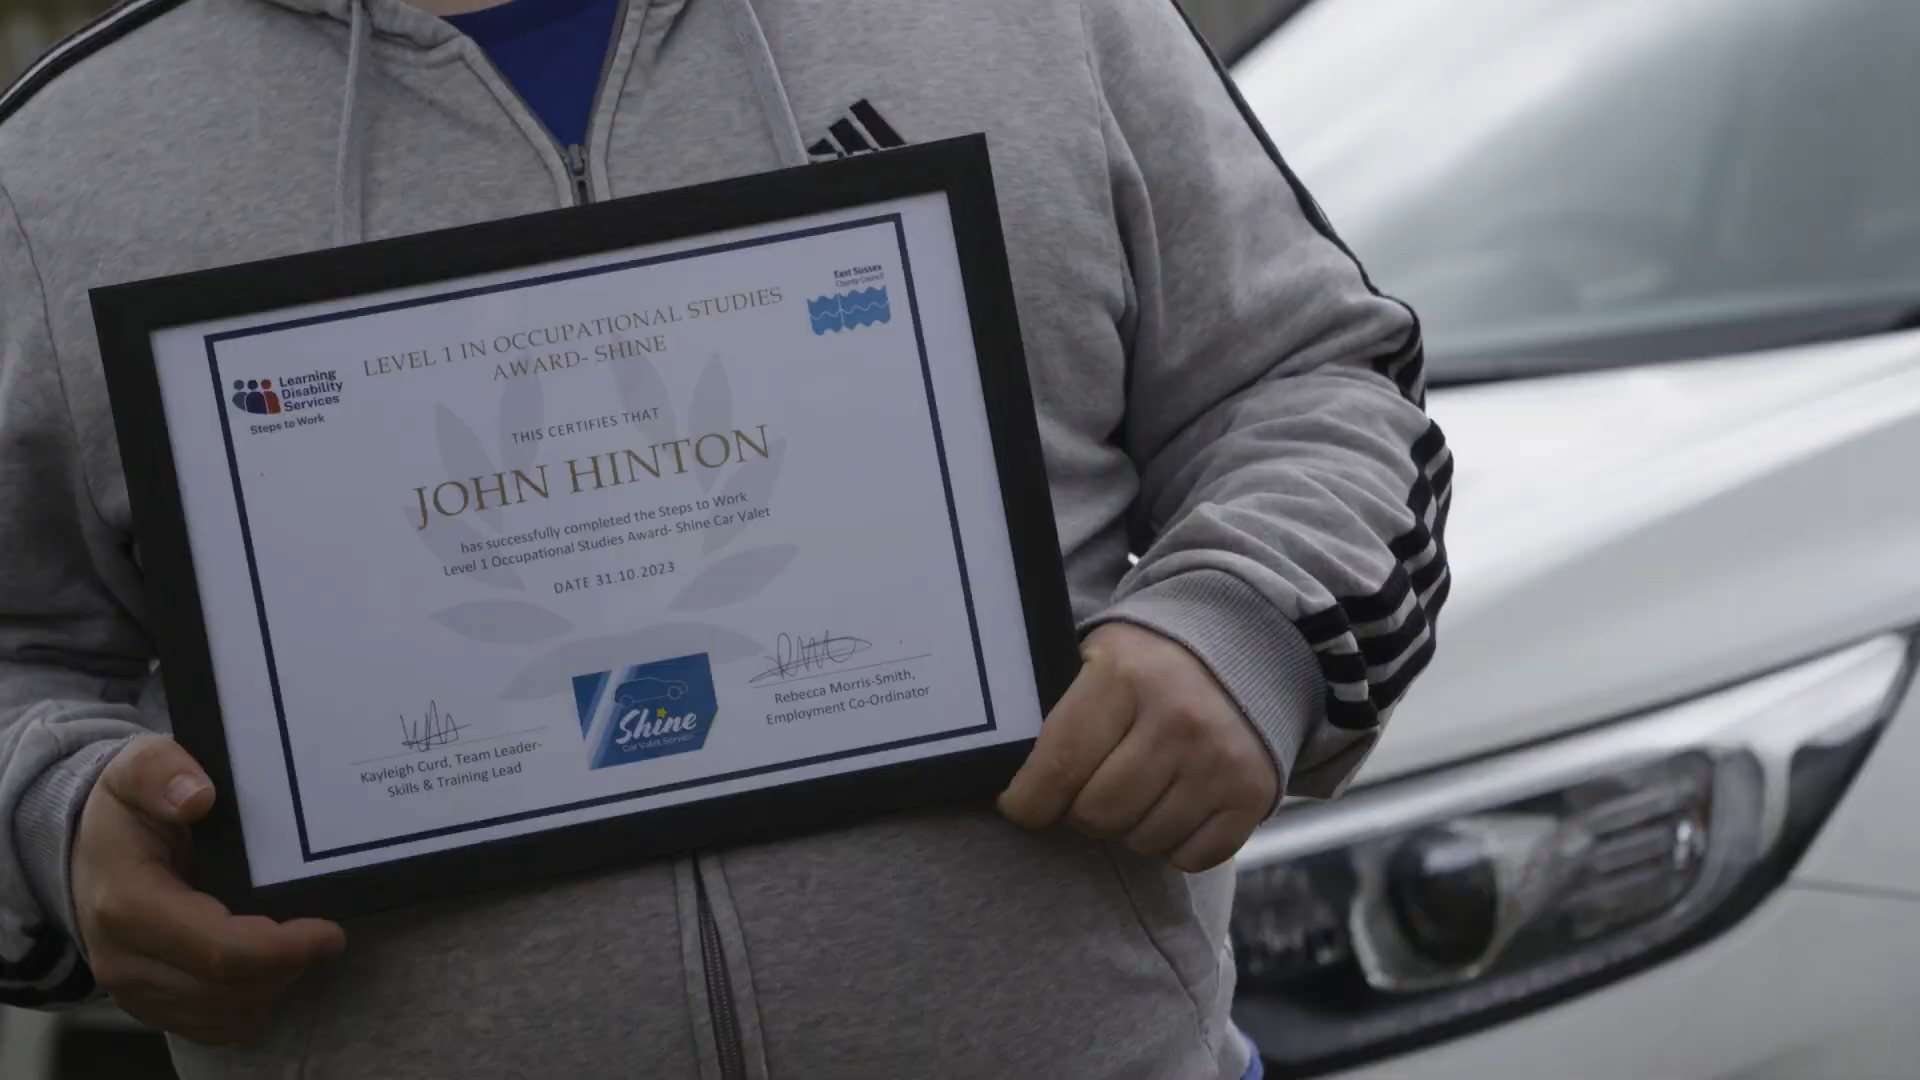 East Sussex
County Council
LEVEL 1 IN OCCUPATIONAL STUDIES
AWARD- SHINE
Learning
Disability
Services
Steps to Work
THIS CERTIFIES THAT
JOHN HINTON
has successfully completed the Steps to Work
Level 1 Occupational Studies Award- Shine Car Valet
DATE 31.10.2023
Shine
Car Valet Service
Kayleigh Curd, Team Leader-
Skills & Training Lead
Rebecca Morris-Smith,
Employment Co-Ordinator